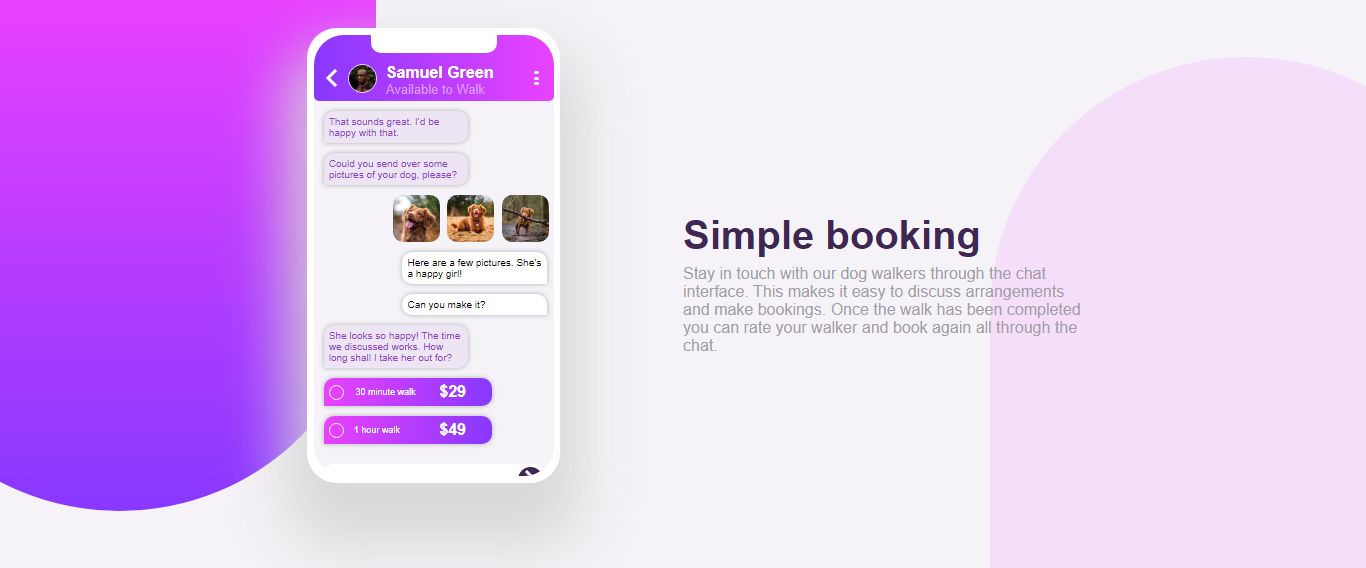 Samuel Green
Available to Walk
That sounds great. I'd be
happy with that.
Could you send over some
pictures of your dog, please?
Here are a few pictures. She's
a happy girl!
Can you make it?
She looks so happy! The time
we discussed works. How
long shall I take her out for?
30 minute walk $29
1 hour walk $49
Simple booking
Stay in touch with our dog walkers through the chat
interface. This makes it easy to discuss arrangements
and make bookings. Once the walk has been completed
you can rate your walker and book again all through the
chat.